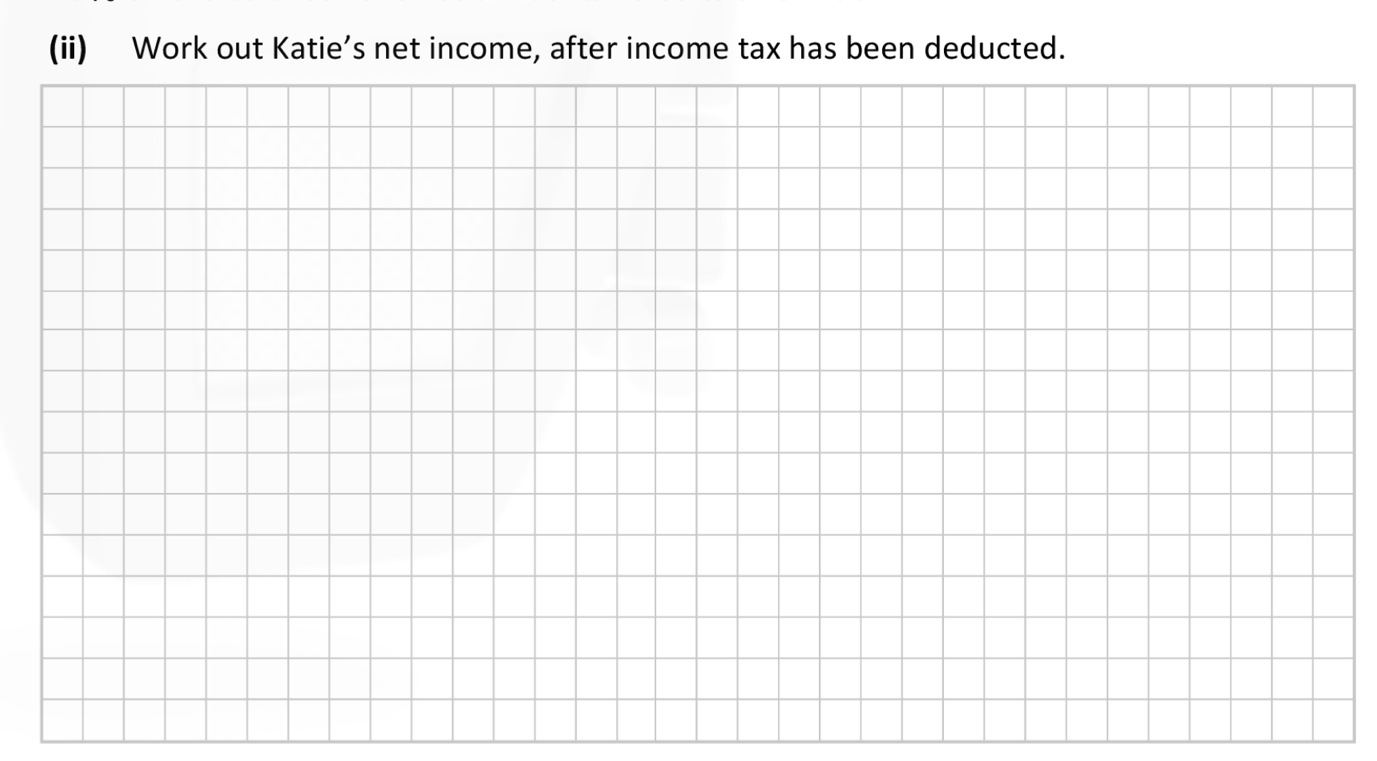 (ii) Work out Katie's net income, after income tax has been deducted.